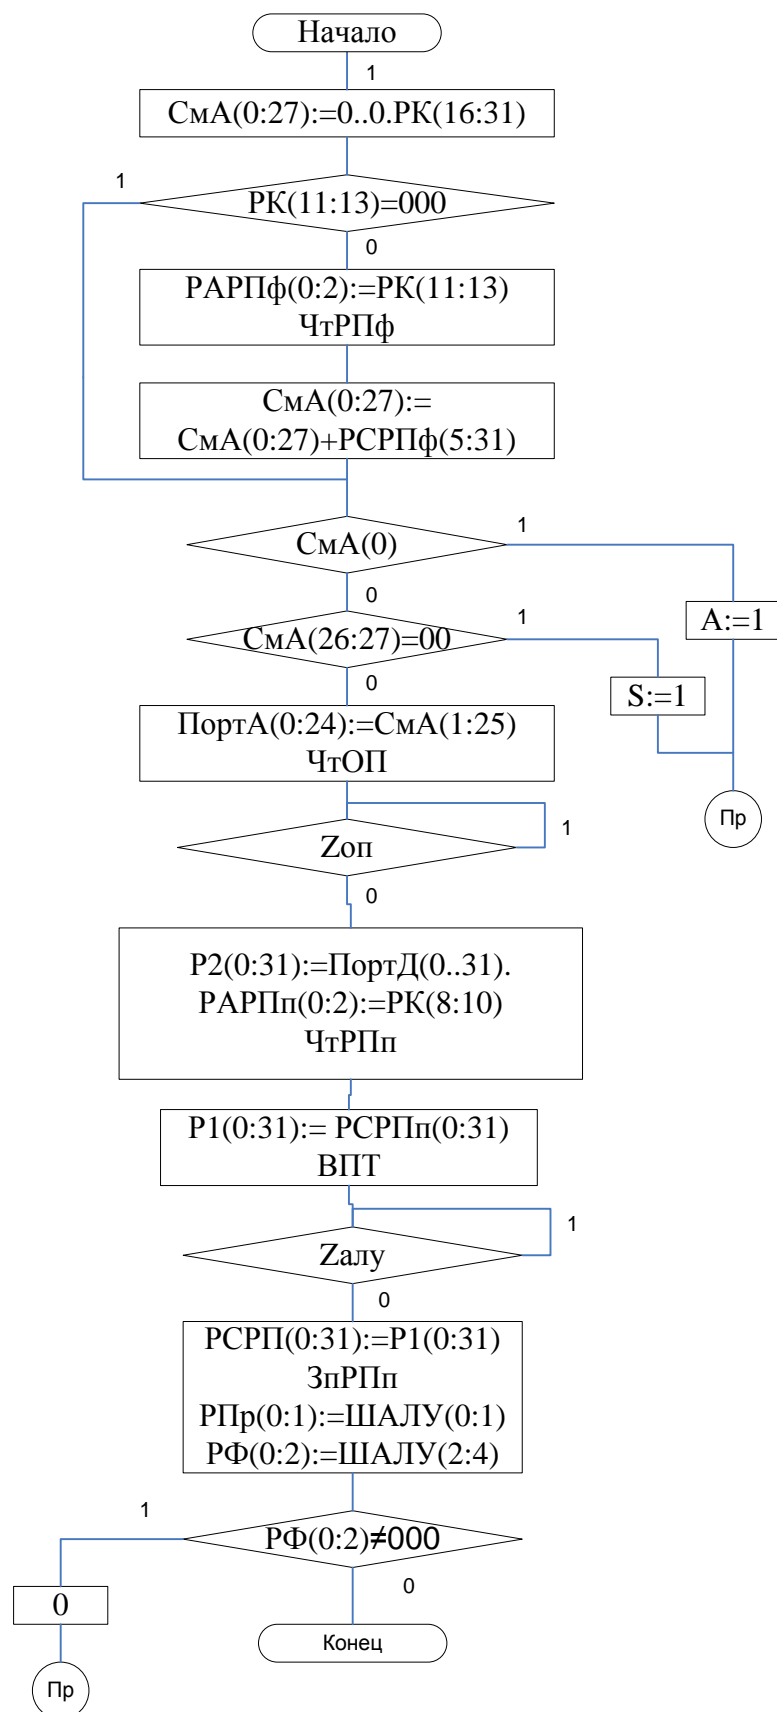 Начало
1
СмА(0:27):=0..0.РК(16:31)
1
РК(11:13)=000
0
РАРПф(0:2):=РК(11:13)
ЧтРПф
СмА(0:27):=
СмА(0:27)+РСРПф(5:31)
СмА(0)
1
0
А:=1
СмА(26:27)=00
1
0
S:=1
ПортА(0:24):=СмА(1:25)
ЧтОП
Пр
Zоп
1
0
Р2(0:31):=ПортД(0..31).
РАРПп(0:2):=РК(8:10)
ЧтРПп
Р1(0:31):= РСРПп(0:31)
ВПТ
Zалу
1
0
РСРП(0:31):=Р1(0:31)
ЗпРПп
РПр(0:1):=ШАЛУ(0:1)
РФ(0:2):=ШАЛУ(2:4)
1
РФ(0:2)≠000
0
0
Конец
Пр